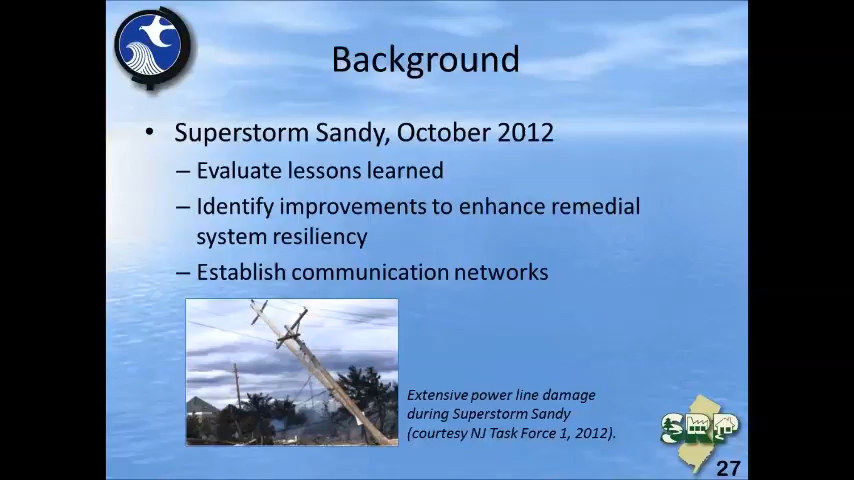 Background
• Superstorm Sandy, October 2012
– Evaluate lessons learned
– Identify improvements to enhance remedial
system resiliency
– Establish communication networks
Extensive power line damage
during Superstorm Sandy
(courtesy NJ Task Force 1, 2012).
SRP
27